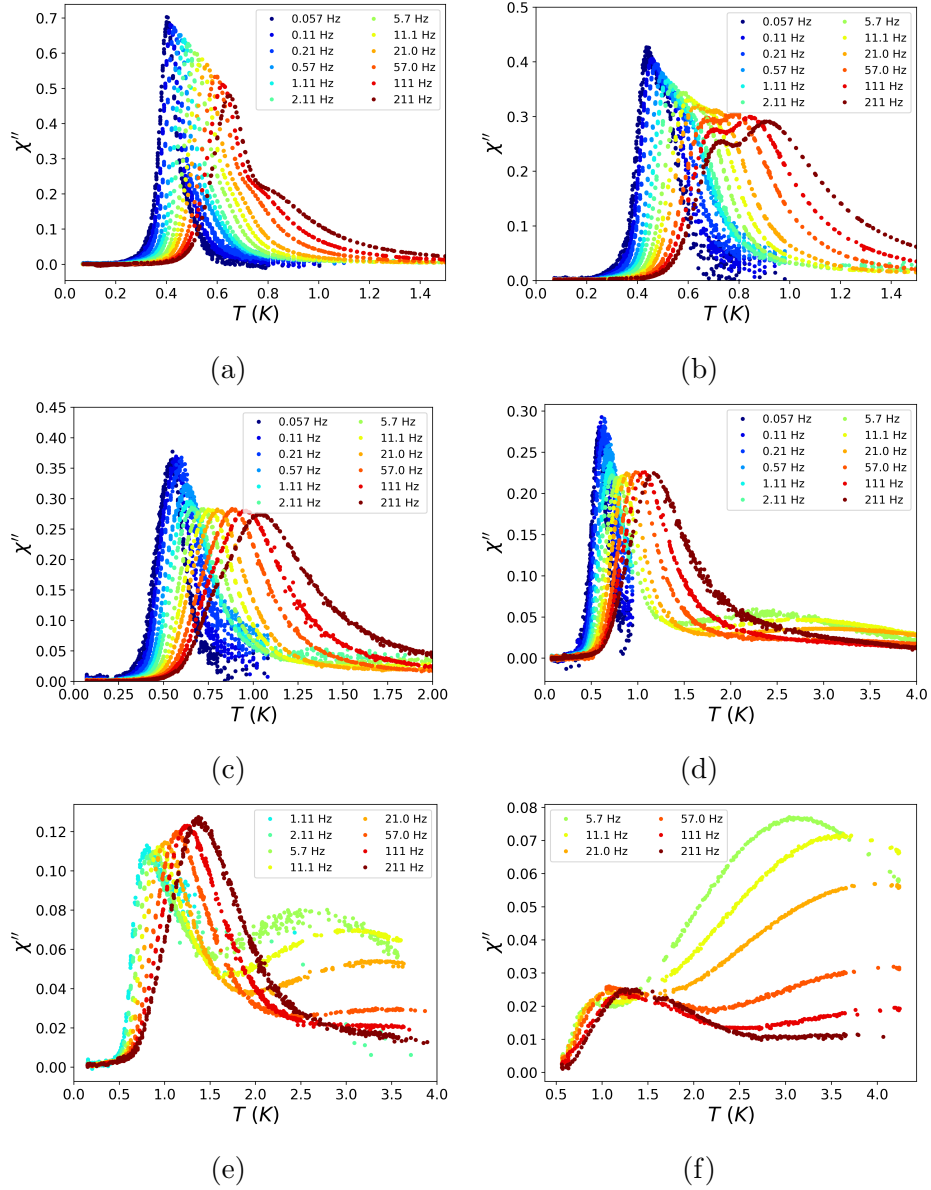 0.7
0.6
0.5
0.4
0.3
0.2
0.1
0.0
χ′′
0.057 Hz
0.11 Hz
0.21 Hz
0.57 Hz
1.11 Hz
2.11 Hz
5.7 Hz
11.1 Hz
21.0 Hz
57.0 Hz
111 Hz
211 Hz
0.0 0.2 0.4 0.6 0.8 1.0 1.2 1.4
T (K)
(a)
0.5
0.4
0.3
0.2
0.1
0.0
χ′′
0.057 Hz
0.11 Hz
0.21 Hz
0.57 Hz
1.11 Hz
2.11 Hz
5.7 Hz
11.1 Hz
21.0 Hz
57.0 Hz
111 Hz
211 Hz
0.0 0.2 0.4 0.6 0.8 1.0 1.2 1.4
T (K)
(b)
0.45
0.40
0.35
0.30
0.25
0.20
0.15
0.10
0.05
0.00
χ′′
0.057 Hz
0.11 Hz
0.21 Hz
0.57 Hz
1.11 Hz
2.11 Hz
5.7 Hz
11.1 Hz
21.0 Hz
57.0 Hz
111 Hz
211 Hz
0.00 0.25 0.50 0.75 1.00 1.25 1.50 1.75 2.00
T (K)
(c)
0.30
0.25
0.20
0.15
0.10
0.05
0.00
χ′′
0.057 Hz
0.11 Hz
0.21 Hz
0.57 Hz
1.11 Hz
2.11 Hz
5.7 Hz
11.1 Hz
21.0 Hz
57.0 Hz
111 Hz
211 Hz
0.0 0.5 1.0 1.5 2.0 2.5 3.0 3.5 4.0
T (K)
(d)
0.12
0.10
0.08
0.06
0.04
0.02
0.00
χ′′
1.11 Hz
2.11 Hz
5.7 Hz
11.1 Hz
21.0 Hz
57.0 Hz
111 Hz
211 Hz
0.0 0.5 1.0 1.5 2.0 2.5 3.0 3.5 4.0
T (K)
(e)
0.08
0.07
0.06
0.05
0.04
0.03
0.02
0.01
0.00
χ′′
5.7 Hz
11.1 Hz
21.0 Hz
57.0 Hz
111 Hz
211 Hz
0.5 1.0 1.5 2.0 2.5 3.0 3.5 4.0
T (K)
(f)